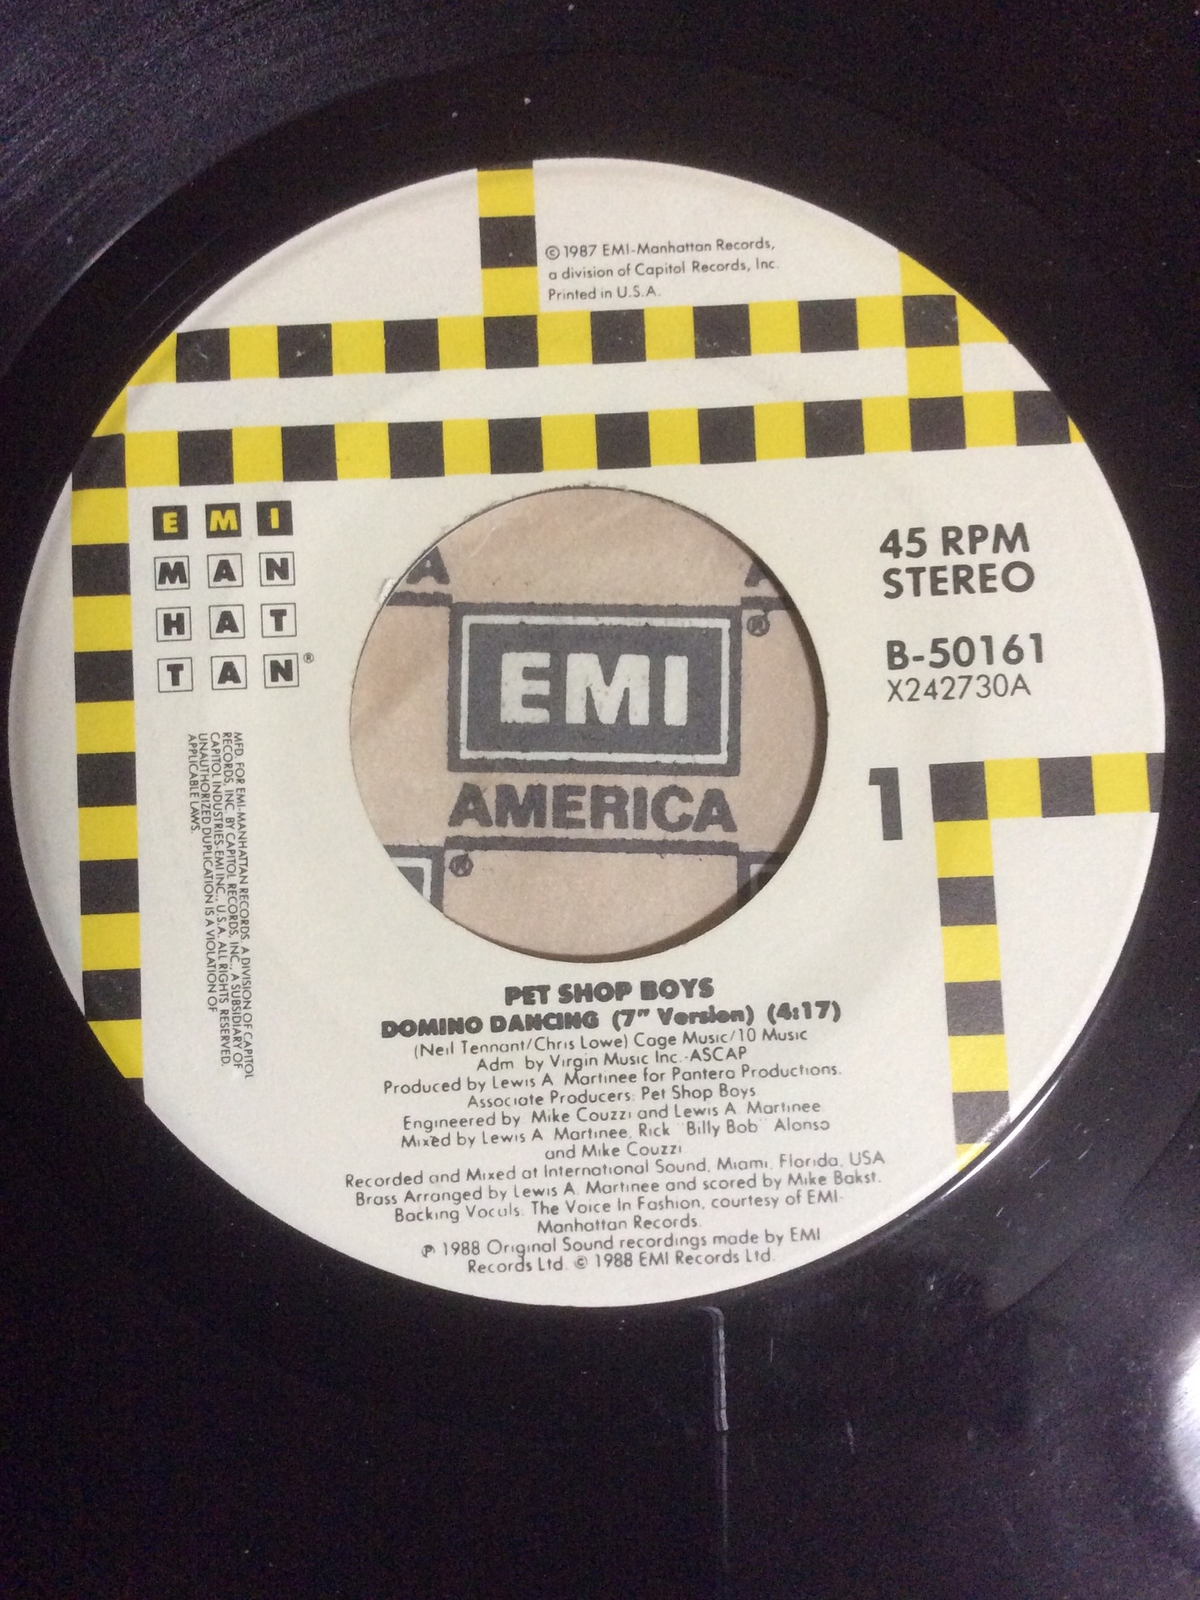 © 1987 EMI-Manhattan Records,
a division of Capitol Records, Inc.
Printed in U.S.A.
EMI
MAN
HAT
TAN®
MFD. FOR EMI-MANHATTAN RECORDS, A DIVISION OF CAPITOL
RECORDS, INC. BY CAPITOL RECORDS, INC., A SUBSIDIARY OF
CAPITOL INDUSTRIES-EMI INC., U.S.A. ALL RIGHTS RESERVED.
UNAUTHORIZED DUPLICATION IS A VIOLATION OF
APPLICABLE LAWS.
A
A
®
EMI
AMERICA
®
45 RPM
STEREO
B-50161
X242730A
1
PET SHOP BOYS
DOMINO DANCING (7" Version) (4:17)
(Neil Tennant/Chris Lowe) Cage Music/10 Music
Adm. by Virgin Music Inc.-ASCAP
Produced by Lewis A. Martinee for Pantera Productions.
Associate Producers: Pet Shop Boys
Engineered by Mike Couzzi and Lewis A. Martinee
Mixed by Lewis A. Martinee, Rick "Billy Bob" Alonso
and Mike Couzzi
Recorded and Mixed at International Sound, Miami, Florida, USA
Brass Arranged by Lewis A. Martinee and scored by Mike Bakst.
Backing Vocals: The Voice In Fashion, courtesy of EMI-
Manhattan Records.
℗ 1988 Original Sound recordings made by EMI
Records Ltd. © 1988 EMI Records Ltd.